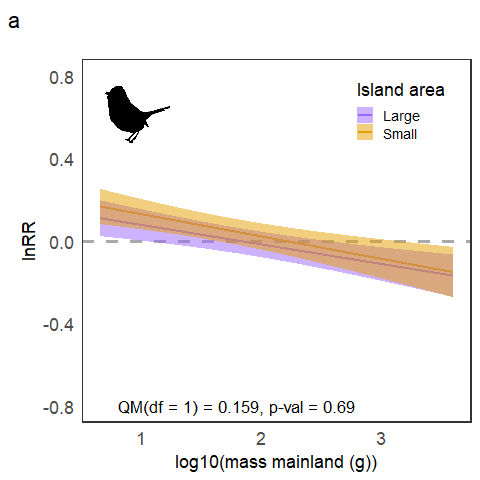 a
0.8
0.4
0.0
-0.4
-0.8
lnRR
Island area
Large
Small
QM(df = 1) = 0.159, p-val = 0.69
1
2
3
log10(mass mainland (g))